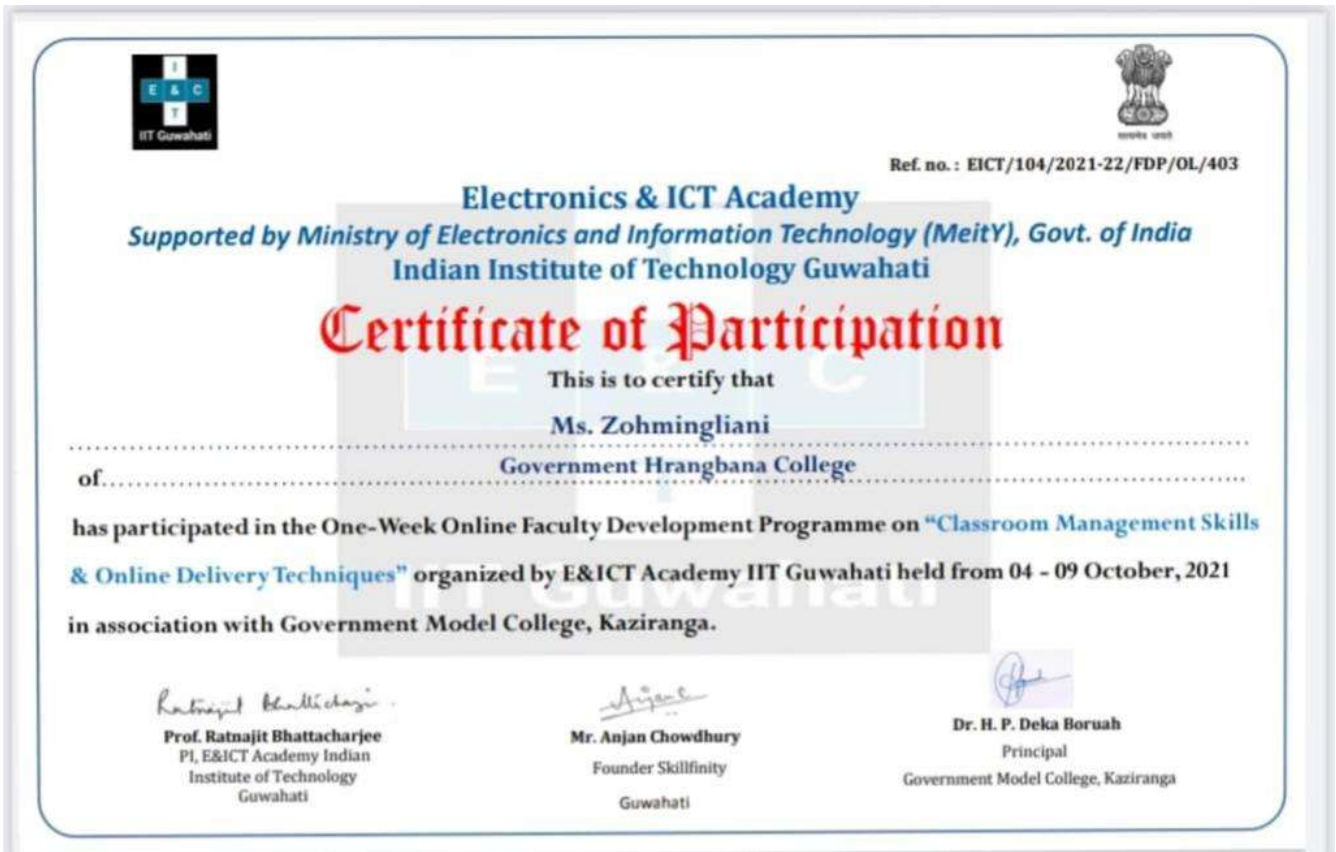 I
E & C
T
IIT Guwahati
सत्यमेव जयते
Ref. no. : EICT/104/2021-22/FDP/OL/403
Electronics & ICT Academy
Supported by Ministry of Electronics and Information Technology (MeitY), Govt. of India
Indian Institute of Technology Guwahati
Certificate of Participation
This is to certify that
Ms. Zohmingliani
of Government Hrangbana College
has participated in the One-Week Online Faculty Development Programme on “Classroom Management Skills
& Online Delivery Techniques” organized by E&ICT Academy IIT Guwahati held from 04 - 09 October, 2021
in association with Government Model College, Kaziranga.
E & C
I
IIT Guwahati
Prof. Ratnajit Bhattacharjee
PI, E&ICT Academy Indian
Institute of Technology
Guwahati
Mr. Anjan Chowdhury
Founder Skillfinity
Guwahati
Dr. H. P. Deka Boruah
Principal
Government Model College, Kaziranga